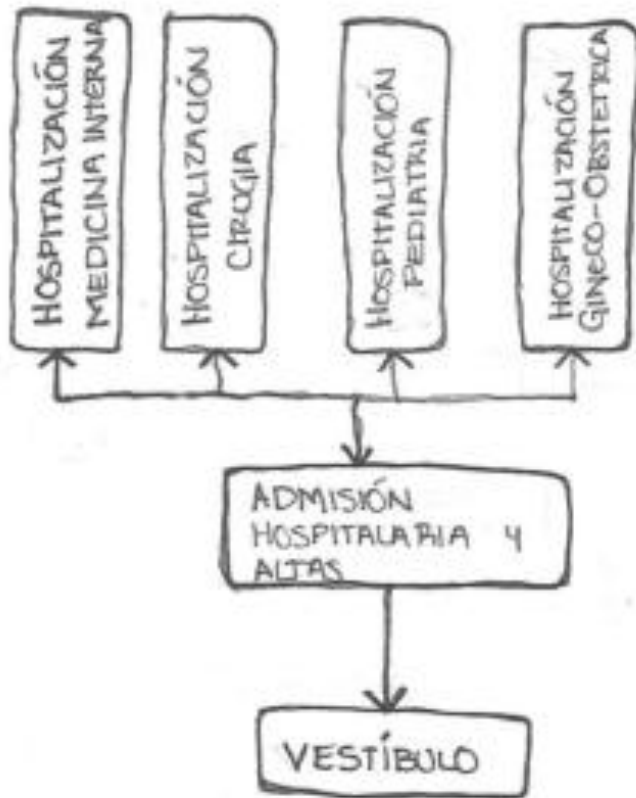 HOSPITALIZACIÓN
MEDICINA INTERNA
HOSPITALIZACIÓN
CIRUGIA
HOSPITALIZACIÓN
PEDIATRIA
HOSPITALIZACIÓN
GINECO-OBSTETRICA
ADMISIÓN
HOSPITALARIA Y
ALTAS
VESTÍBULO